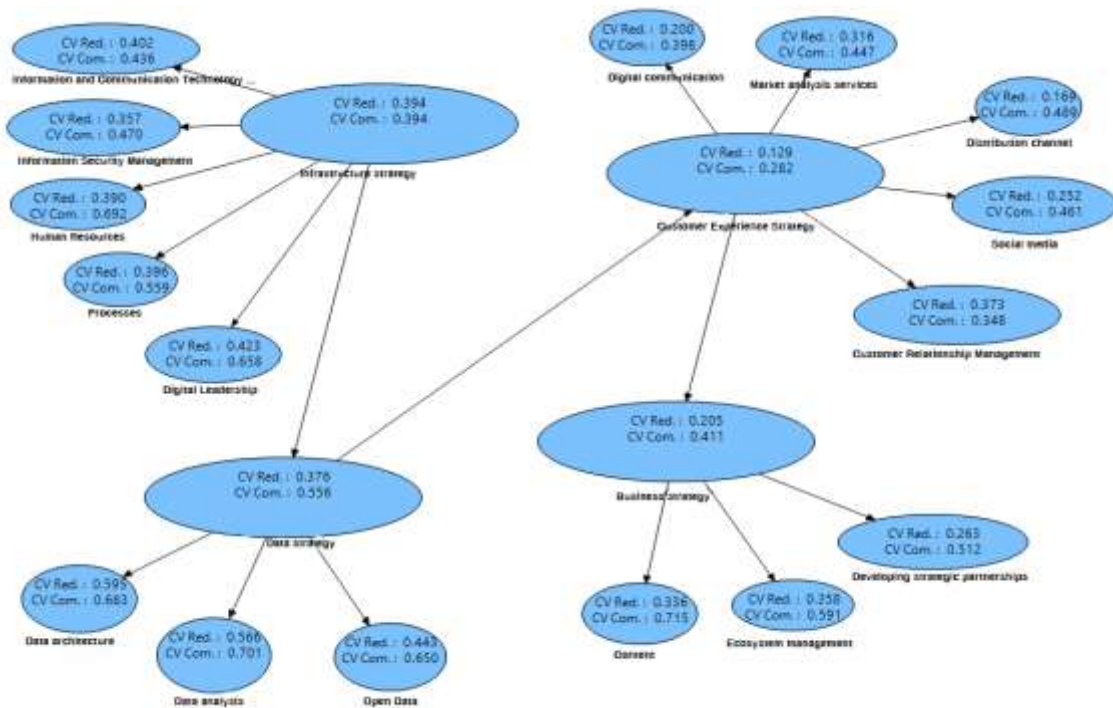 CV Red. : 0.402
CV Com. : 0.436
Information and Communication Technology ...
CV Red. : 0.357
CV Com. : 0.470
Information Security Management
CV Red. : 0.390
CV Com. : 0.692
Human Resources
CV Red. : 0.396
CV Com. : 0.559
Processes
CV Red. : 0.423
CV Com. : 0.658
Digital Leadership
CV Red. : 0.394
CV Com. : 0.394
Infrastructure strategy
CV Red. : 0.200
CV Com. : 0.398
Digital communication
CV Red. : 0.316
CV Com. : 0.447
Market analysis services
CV Red. : 0.169
CV Com. : 0.469
Distribution channel
CV Red. : 0.129
CV Com. : 0.282
Customer Experience Strategy
CV Red. : 0.252
CV Com. : 0.461
Social media
CV Red. : 0.373
CV Com. : 0.348
Customer Relationship Management
CV Red. : 0.205
CV Com. : 0.411
Business strategy
CV Red. : 0.263
CV Com. : 0.512
Developing strategic partnerships
CV Red. : 0.258
CV Com. : 0.591
Ecosystem management
CV Red. : 0.336
CV Com. : 0.715
CV Red. : 0.376
CV Com. : 0.556
Data strategy
CV Red. : 0.595
CV Com. : 0.683
Data architecture
CV Red. : 0.566
CV Com. : 0.701
Data analysis
CV Red. : 0.443
CV Com. : 0.650
Open Data